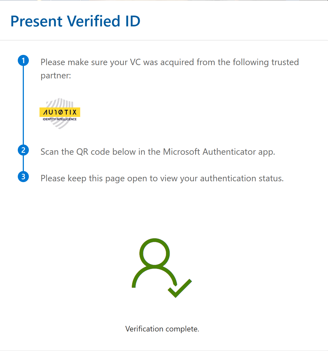 Present Verified ID
1
Please make sure your VC was acquired from the following trusted
partner:
AU10TIX
IDENTITY INTELLIGENCE
2
Scan the QR code below in the Microsoft Authenticator app.
3
Please keep this page open to view your authentication status.
Verification complete.